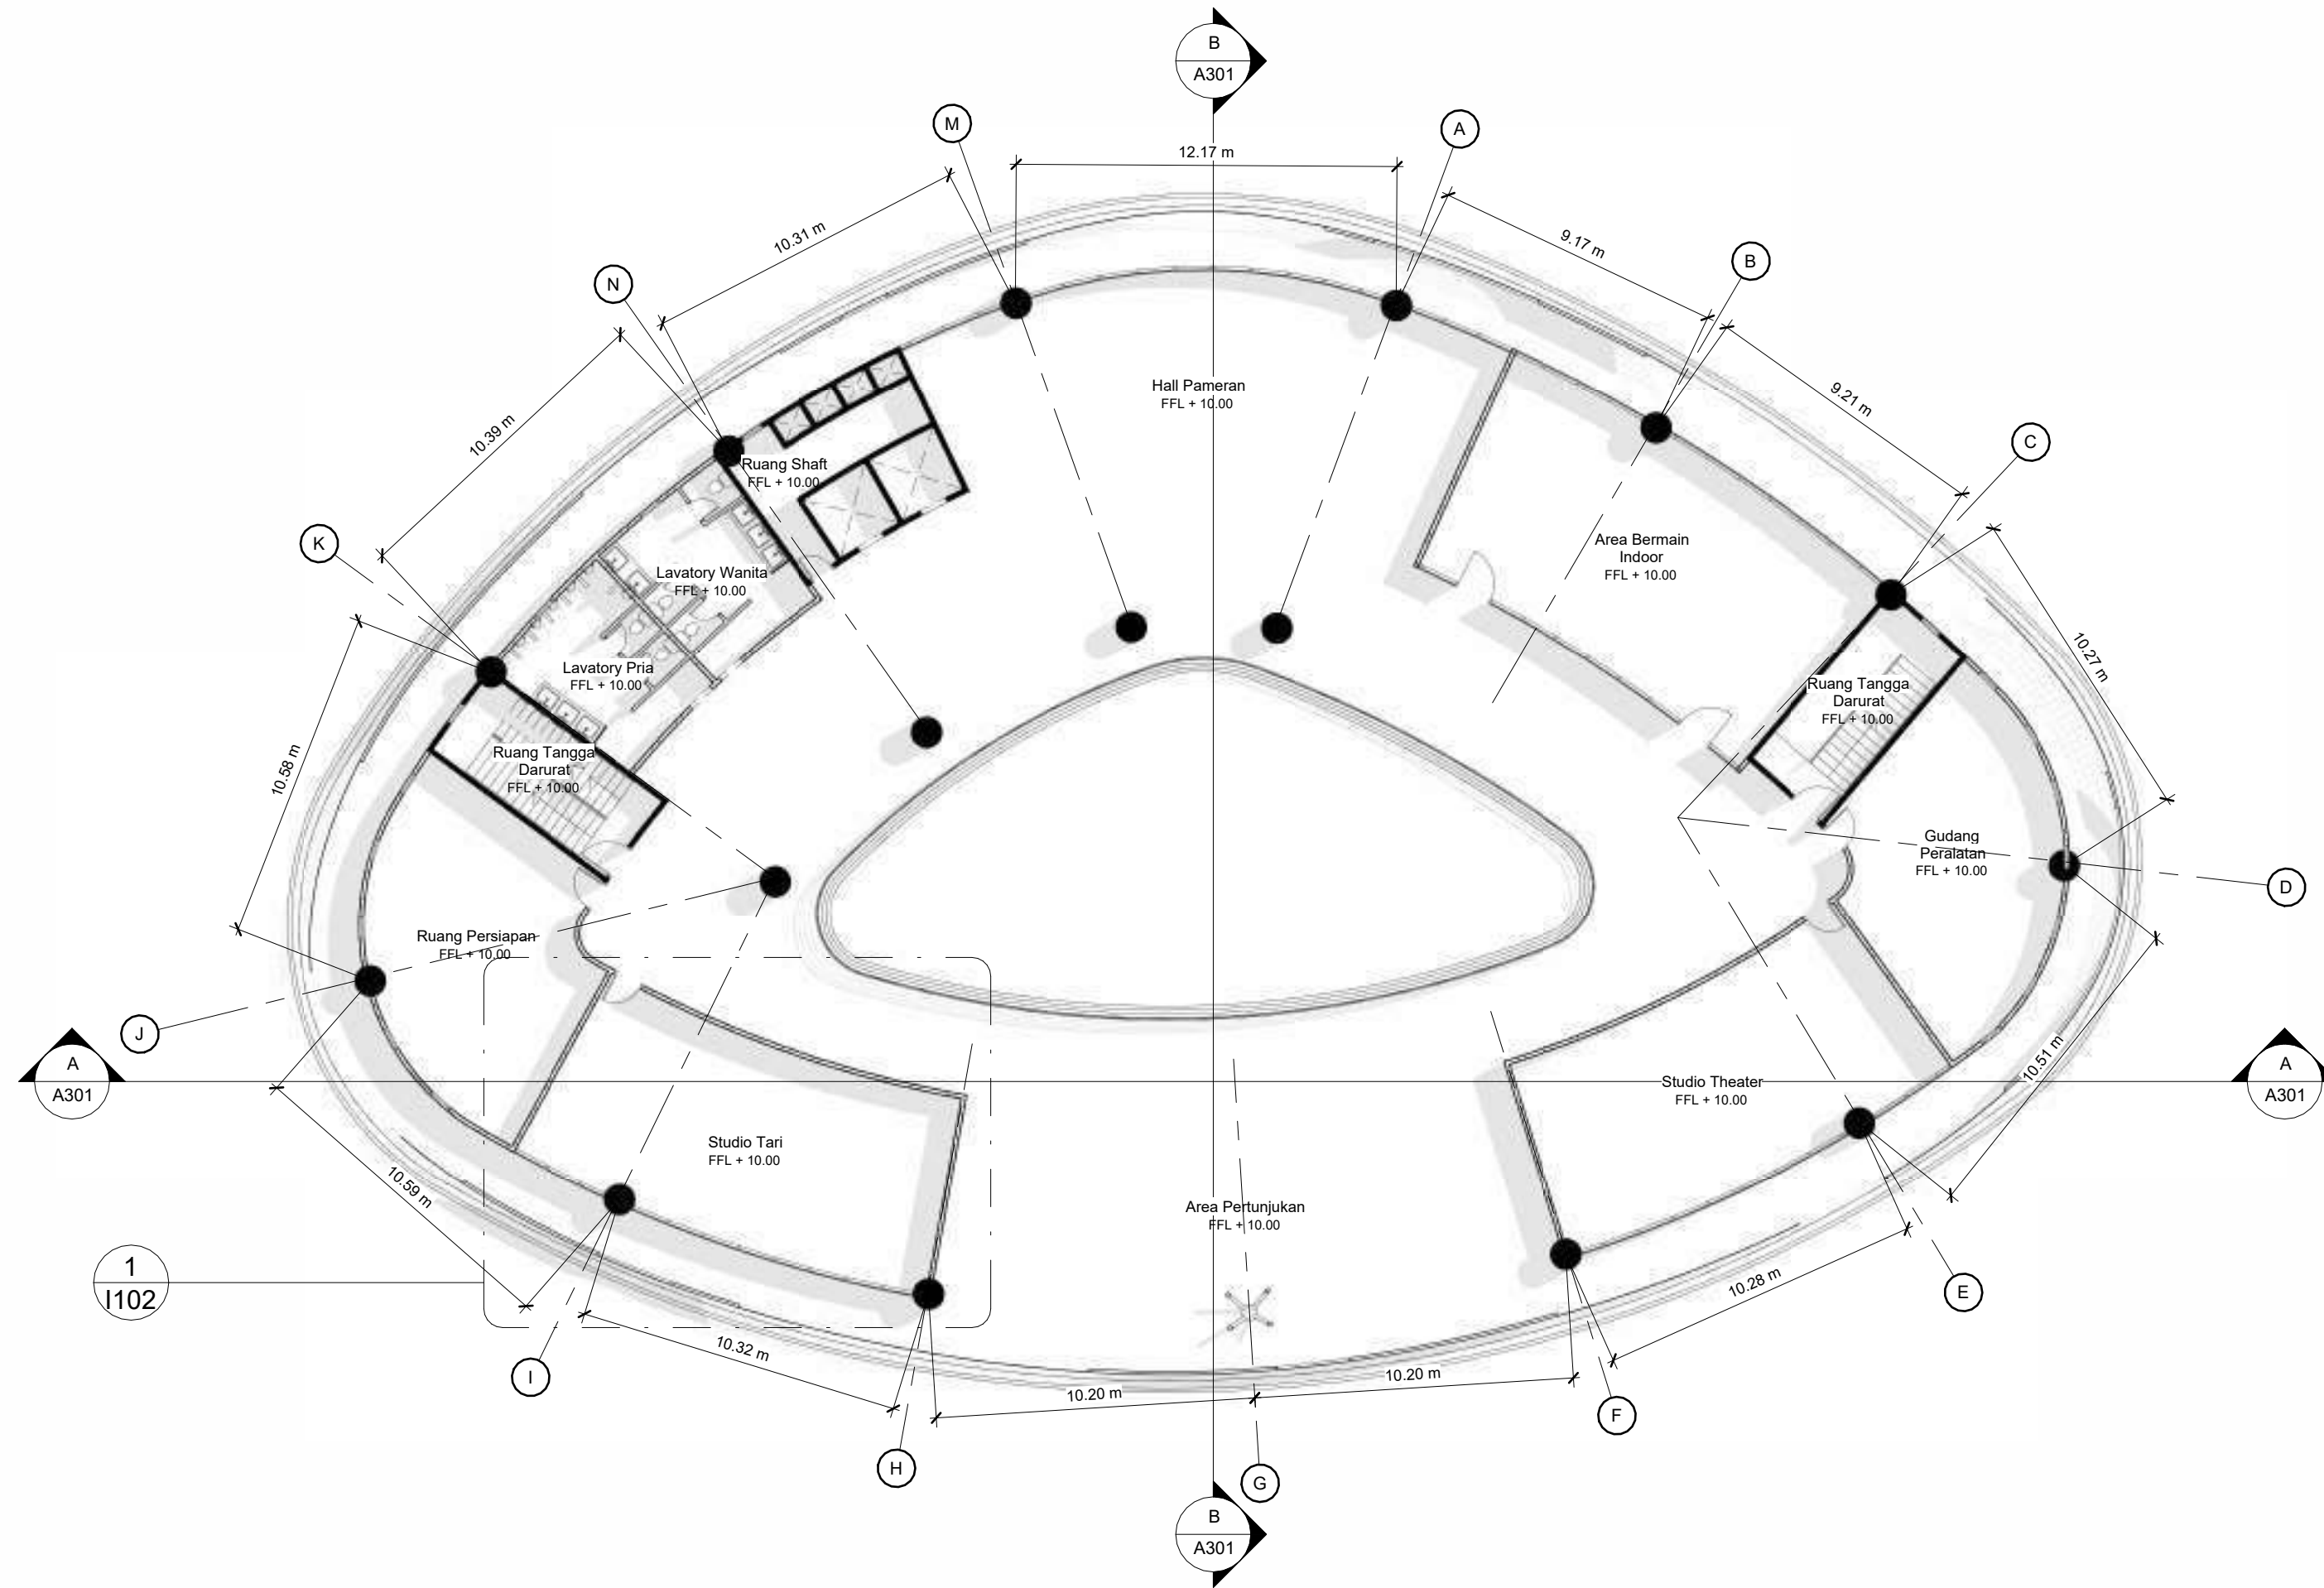 B
A301
M
A
12.17 m
10.31 m
9.17 m
N
B
10.39 m
Hall Pameran
FFL + 10.00
9.21 m
C
Ruang Shaft
FFL + 10.00
K
Area Bermain
Indoor
FFL + 10.00
Lavatory Wanita
FFL + 10.00
10.27 m
Lavatory Pria
FFL + 10.00
Ruang Tangga
Darurat
FFL + 10.00
Ruang Tangga
Darurat
FFL + 10.00
10.58 m
Gudang
Peralatan
FFL + 10.00
D
Ruang Persiapan
FFL + 10.00
J
A
A301
A
A301
10.51 m
Studio Theater
FFL + 10.00
Studio Tari
FFL + 10.00
10.59 m
Area Pertunjukan
FFL + 10.00
1
I102
10.28 m
E
10.32 m
I
10.20 m
10.20 m
F
H
G
B
A301